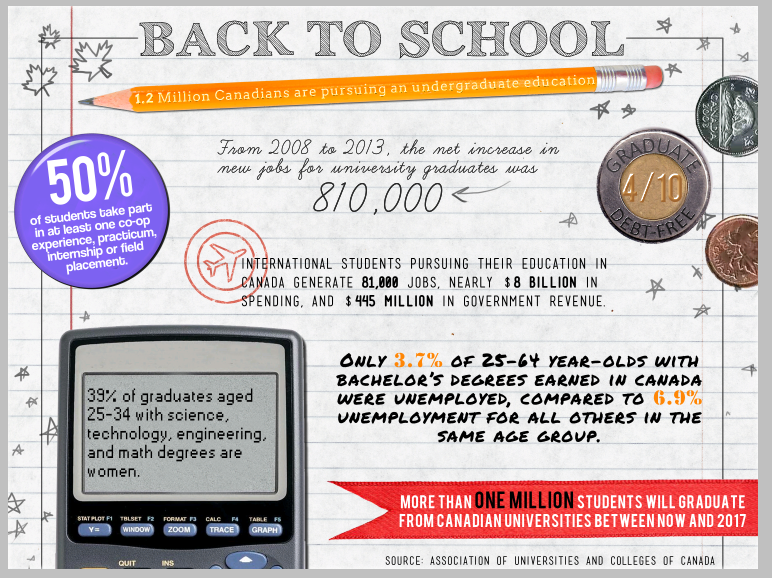 BACK TO SCHOOL
1.2 Million Canadians are pursuing an undergraduate education
50%
of students take part
in at least one co-op
experience, practicum,
internship or field
placement.
From 2008 to 2013, the net increase in
new jobs for university graduates was
810,000
GRADUATE
4/10
DEBT-FREE
INTERNATIONAL STUDENTS PURSUING THEIR EDUCATION IN
CANADA GENERATE 81,000 JOBS, NEARLY $8 BILLION IN
SPENDING, AND $445 MILLION IN GOVERNMENT REVENUE.
39% of graduates aged
25-34 with science,
technology, engineering,
and math degrees are
women.
ONLY 3.7% OF 25-64 YEAR-OLDS WITH
BACHELOR'S DEGREES EARNED IN CANADA
WERE UNEMPLOYED, COMPARED TO 6.9%
UNEMPLOYMENT FOR ALL OTHERS IN THE
SAME AGE GROUP.
MORE THAN ONE MILLION STUDENTS WILL GRADUATE
FROM CANADIAN UNIVERSITIES BETWEEN NOW AND 2017
STAT PLOT F1 TBLSET F2 FORMAT F3 CALC F4 TABLE F5
Y= WINDOW ZOOM TRACE GRAPH
QUIT INS
SOURCE: ASSOCIATION OF UNIVERSITIES AND COLLEGES OF CANADA